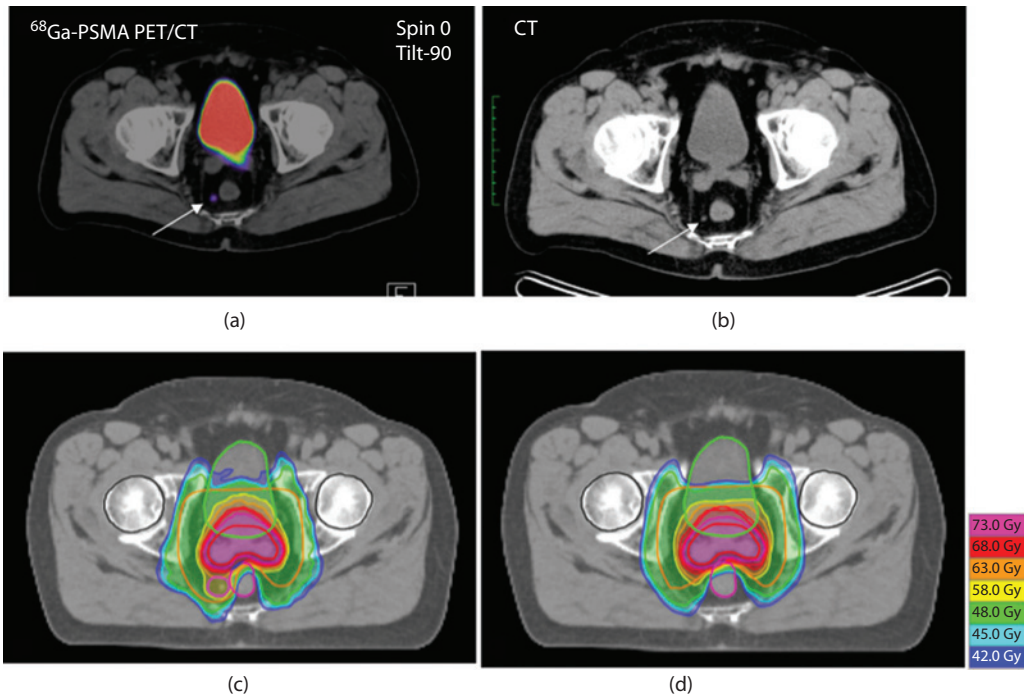 ⁶⁸Ga-PSMA PET/CT
Spin 0
Tilt-90
CT
(a)
(b)
73.0 Gy
68.0 Gy
63.0 Gy
58.0 Gy
48.0 Gy
45.0 Gy
42.0 Gy
(c)
(d)